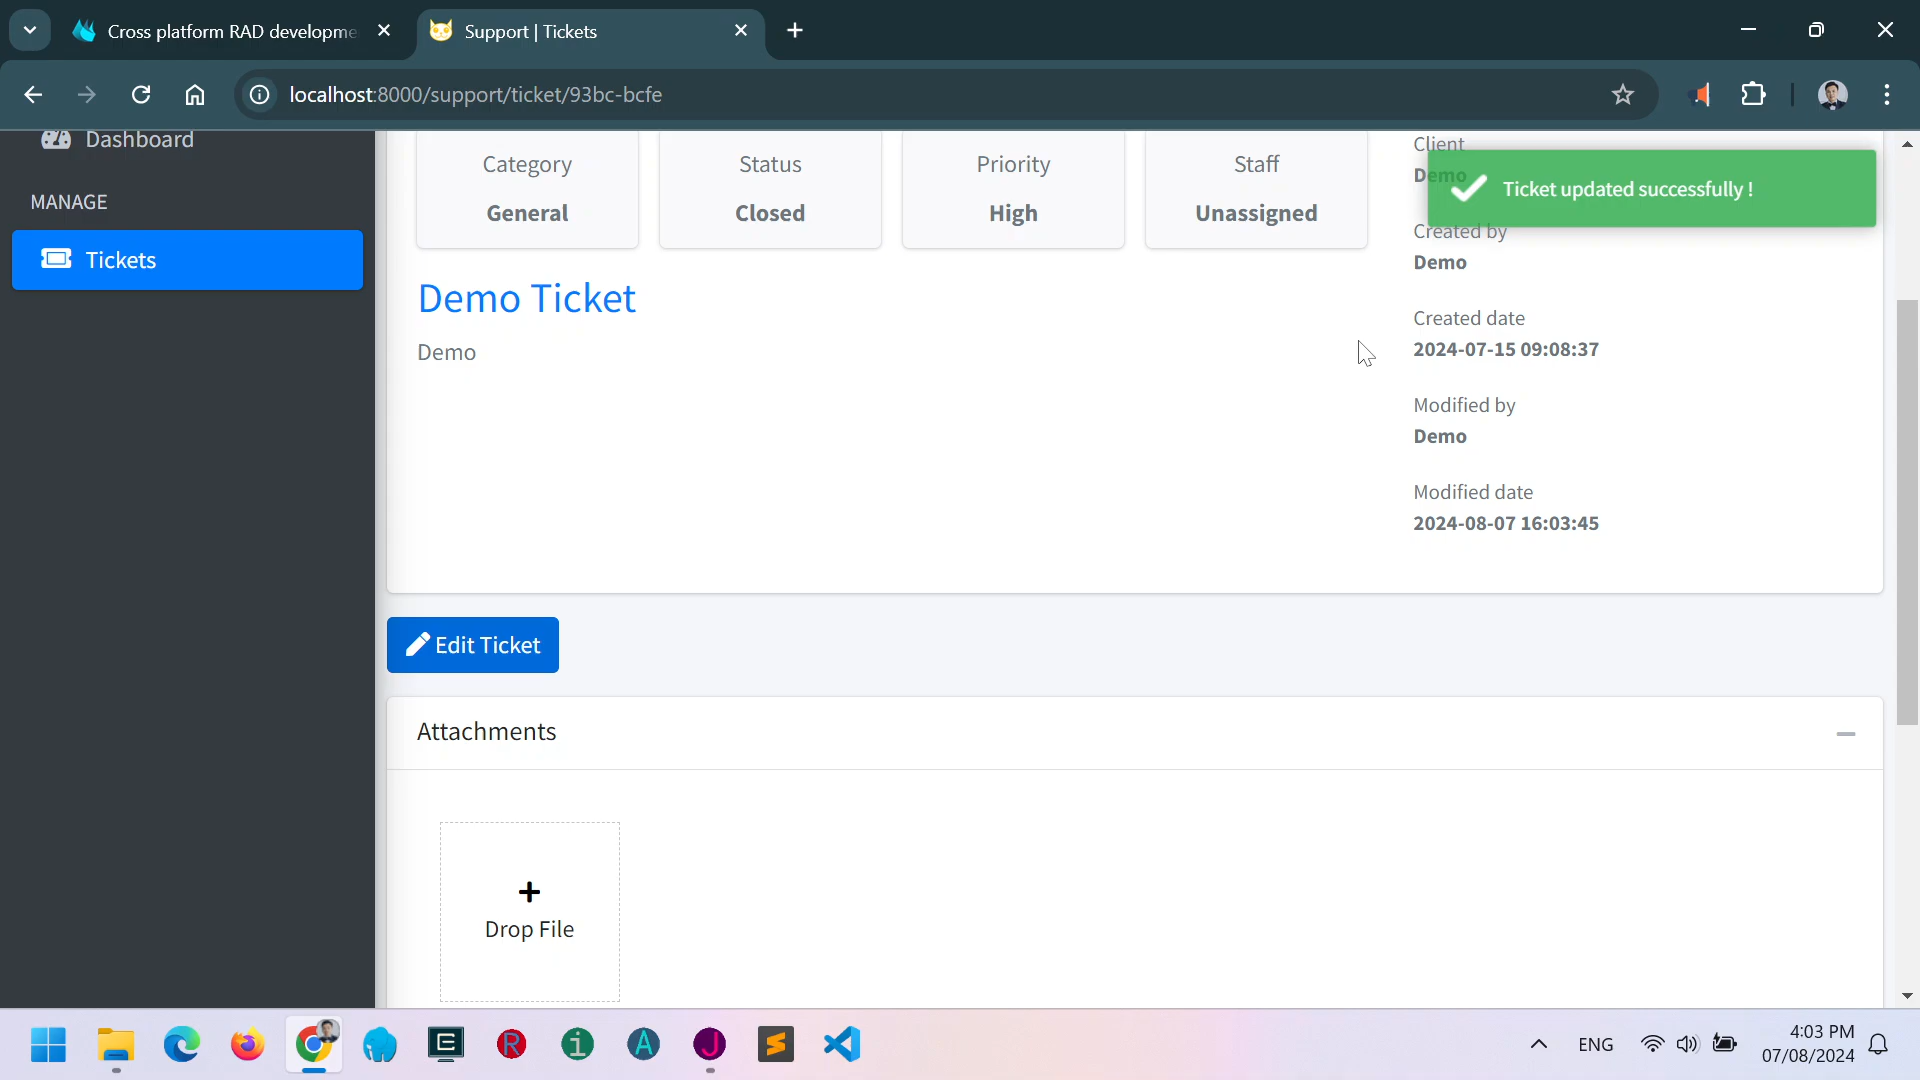 Cross platform RAD developme
Support | Tickets
localhost:8000/support/ticket/93bc-bcfe
Dashboard
MANAGE
Tickets
Category
General
Status
Closed
Priority
High
Staff
Unassigned
Client
Demo
Ticket updated successfully !
Created by
Demo
Created date
2024-07-15 09:08:37
Modified by
Demo
Modified date
2024-08-07 16:03:45
Demo Ticket
Demo
Edit Ticket
Attachments
Drop File
E
R
i
A
J
ENG
4:03 PM
07/08/2024